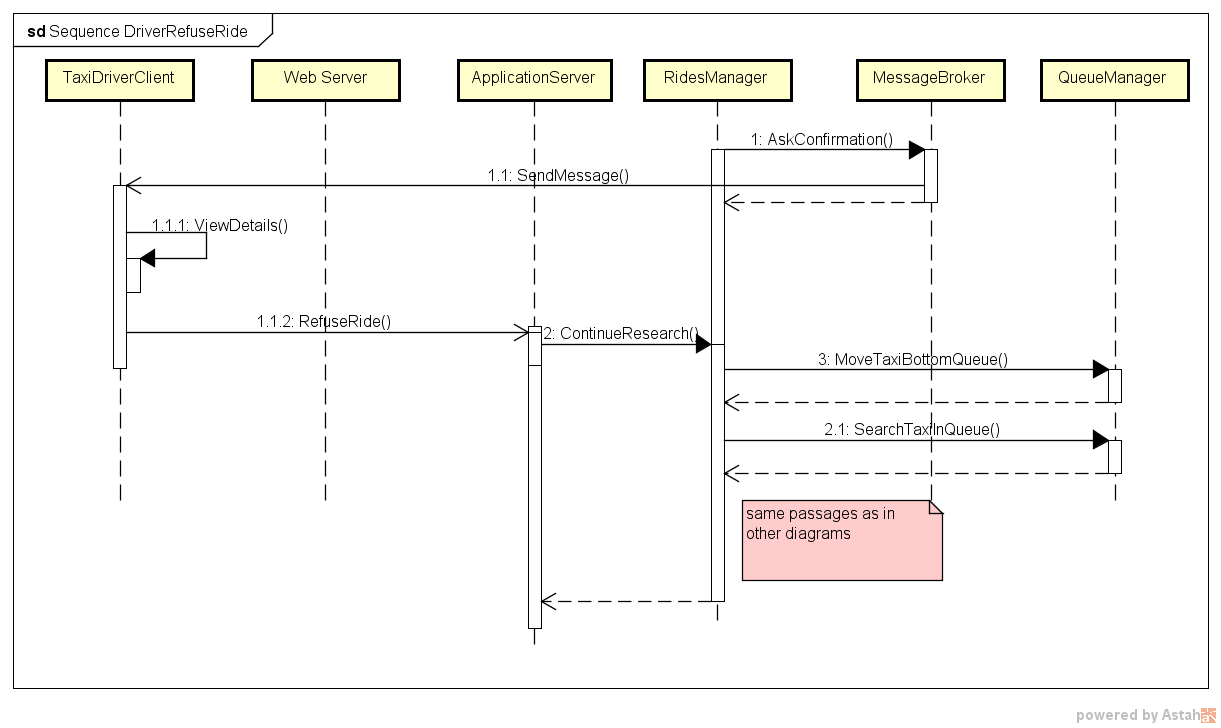 sd Sequence DriverRefuseRide
TaxiDriverClient
Web Server
ApplicationServer
RidesManager
MessageBroker
QueueManager
1: AskConfirmation()
1.1: SendMessage()
1.1.1: ViewDetails()
1.1.2: RefuseRide()
2: ContinueResearch()
3: MoveTaxiBottomQueue()
2.1: SearchTaxiInQueue()
same passages as in
other diagrams
powered by Astah